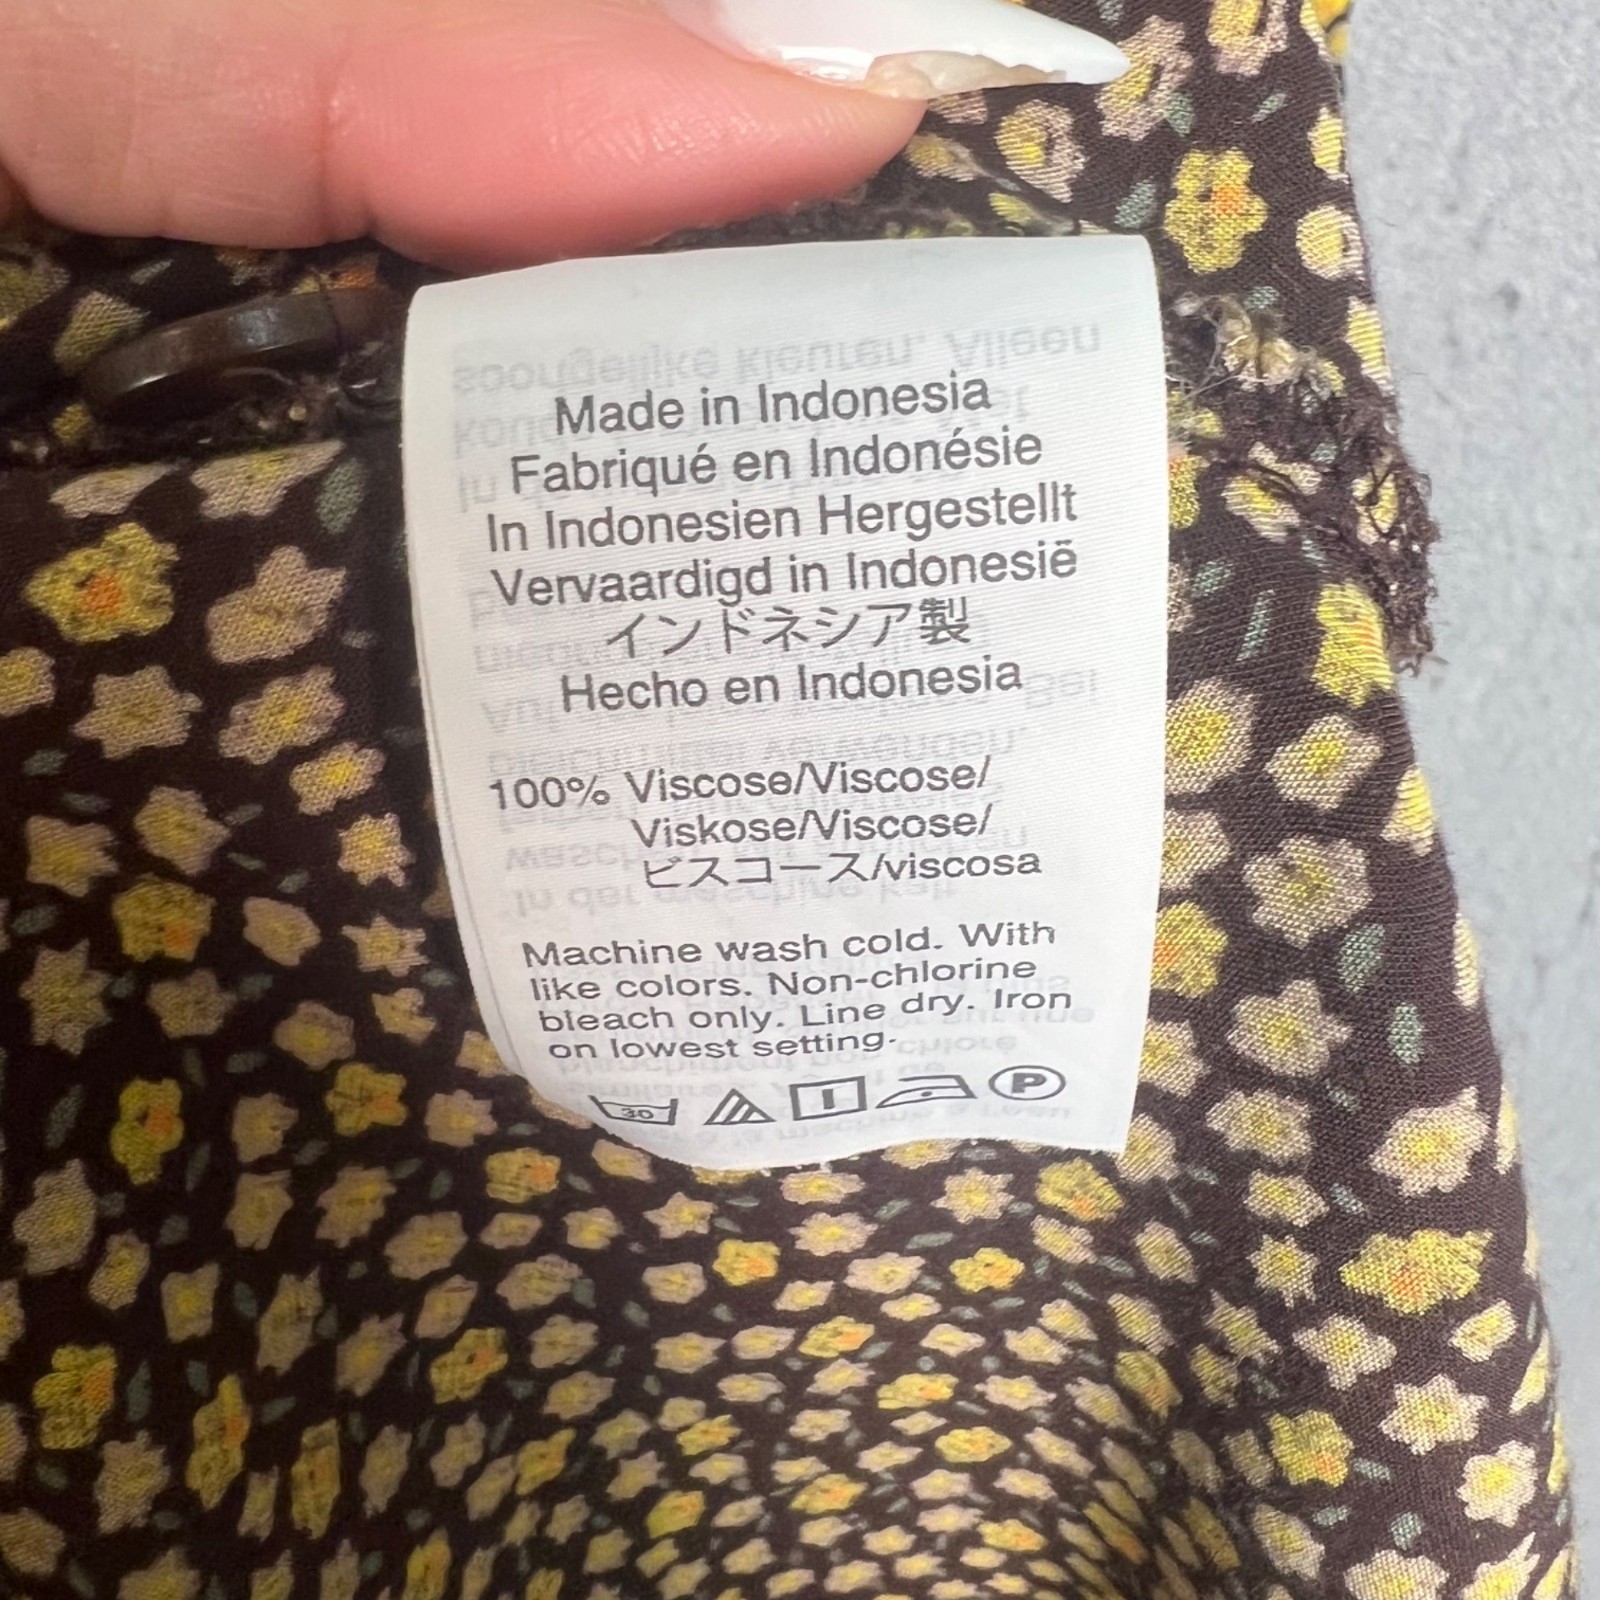 Made in Indonesia
Fabriqué en Indonésie
In Indonesien Hergestellt
Vervaardigd in Indonesië
インドネシア製
Hecho en Indonesia
100% Viscose/Viscose/
Viskose/Viscose/
ビスコース/viscosa
Machine wash cold. With
like colors. Non-chlorine
bleach only. Line dry. Iron
on lowest setting.
30 P